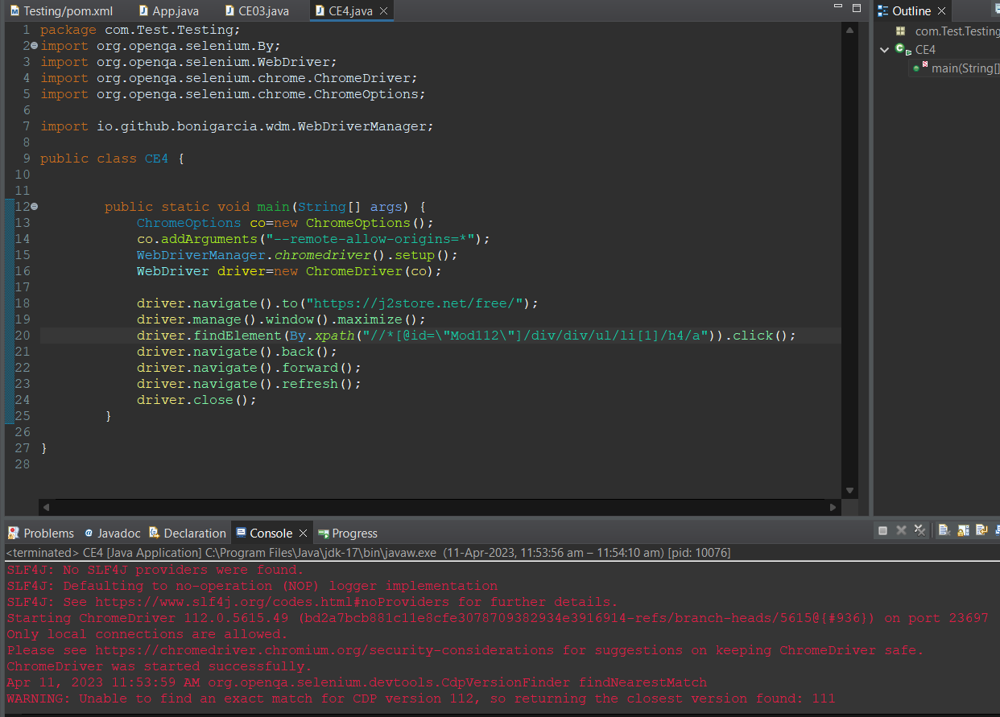 Testing/pom.xml
App.java
CE03.java
CE4.java
1 package com.Test.Testing;
2 import org.openqa.selenium.By;
3 import org.openqa.selenium.WebDriver;
4 import org.openqa.selenium.chrome.ChromeDriver;
5 import org.openqa.selenium.chrome.ChromeOptions;
6
7 import io.github.bonigarcia.wdm.WebDriverManager;
8
9 public class CE4 {
10
11
12 public static void main(String[] args) {
13 ChromeOptions co=new ChromeOptions();
14 co.addArguments("--remote-allow-origins=*");
15 WebDriverManager.chromedriver().setup();
16 WebDriver driver=new ChromeDriver(co);
17
18 driver.navigate().to("https://j2store.net/free/");
19 driver.manage().window().maximize();
20 driver.findElement(By.xpath("//*[@id=\"Mod112\"]/div/div/ul/li[1]/h4/a")).click();
21 driver.navigate().back();
22 driver.navigate().forward();
23 driver.navigate().refresh();
24 driver.close();
25 }
26
27 }
28
Outline
com.Test.Testing
CE4
main(String[]
Problems
Javadoc
Declaration
Console
Progress
<terminated> CE4 [Java Application] C:\Program Files\Java\jdk-17\bin\javaw.exe (11-Apr-2023, 11:53:56 am – 11:54:10 am) [pid: 10076]
SLF4J: No SLF4J providers were found.
SLF4J: Defaulting to no-operation (NOP) logger implementation
SLF4J: See https://www.slf4j.org/codes.html#noProviders for further details.
Starting ChromeDriver 112.0.5615.49 (bd2a7bcb881c11e8cfe3078709382934e3916914-refs/branch-heads/5615@{#936}) on port 23697
Only local connections are allowed.
Please see https://chromedriver.chromium.org/security-considerations for suggestions on keeping ChromeDriver safe.
ChromeDriver was started successfully.
Apr 11, 2023 11:53:59 AM org.openqa.selenium.devtools.CdpVersionFinder findNearestMatch
WARNING: Unable to find an exact match for CDP version 112, so returning the closest version found: 111